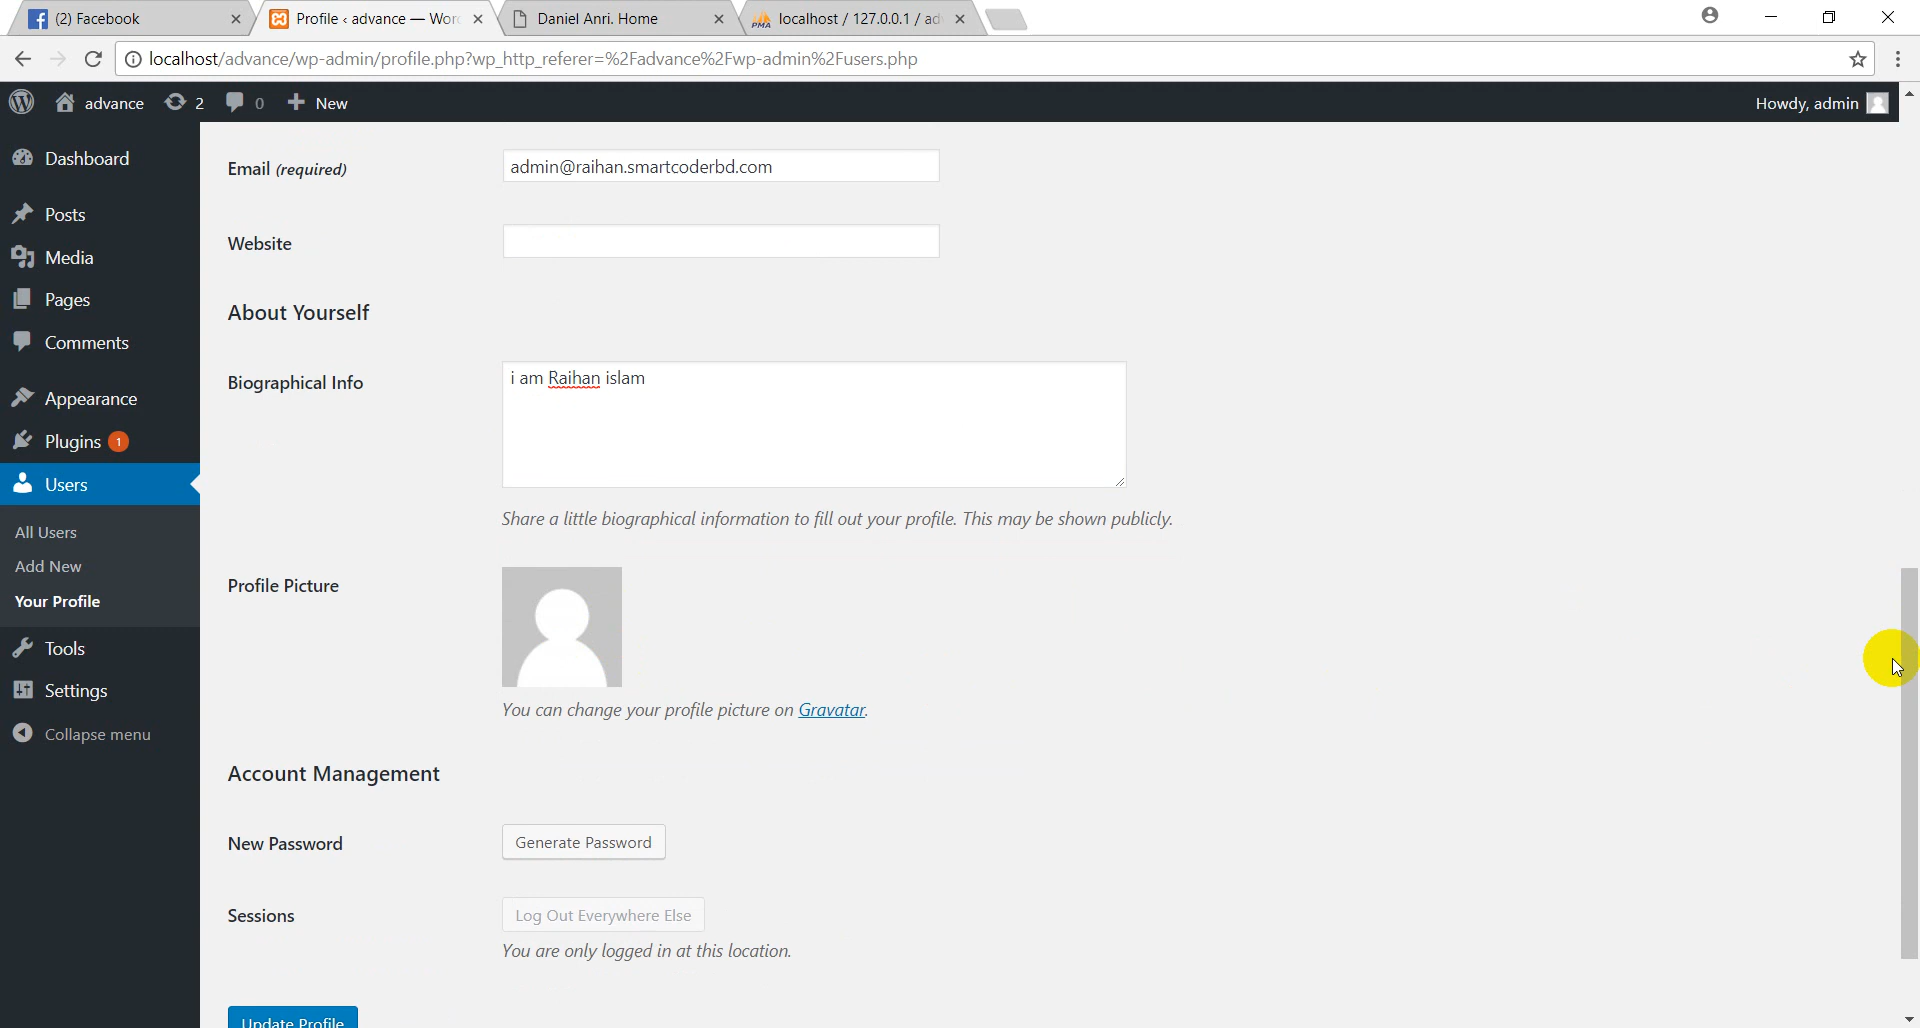 (2) Facebook
Profile ‹ advance — Wor
Daniel Anri. Home
localhost / 127.0.0.1 / ad
localhost/advance/wp-admin/profile.php?wp_http_referer=%2Fadvance%2Fwp-admin%2Fusers.php
advance 2 0 New
Howdy, admin
Dashboard
Posts
Media
Pages
Comments
Appearance
Plugins 1
Users
All Users
Add New
Your Profile
Tools
Settings
Collapse menu
Email (required)
admin@raihan.smartcoderbd.com
Website
About Yourself
Biographical Info
i am Raihan islam
Share a little biographical information to fill out your profile. This may be shown publicly.
Profile Picture
You can change your profile picture on Gravatar.
Account Management
New Password
Generate Password
Sessions
Log Out Everywhere Else
You are only logged in at this location.
Update Profile